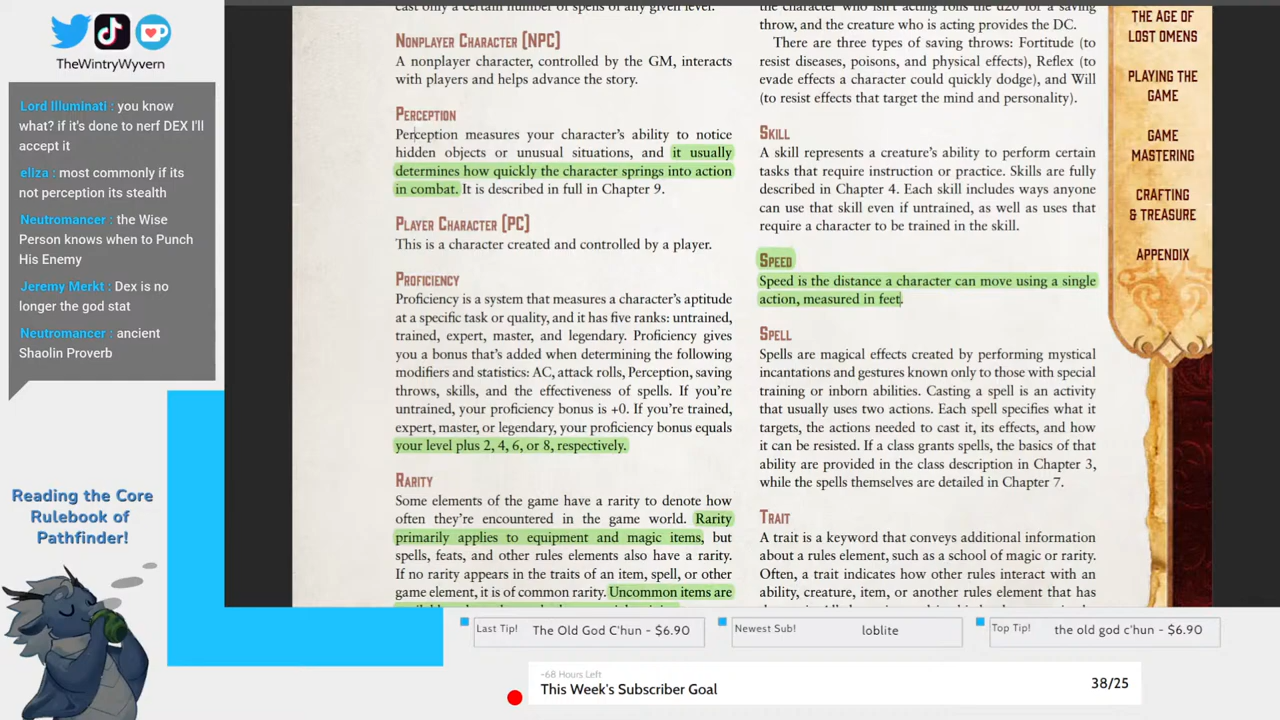 TheWintryWyvern
Lord Illuminati : you know
what? if it's done to nerf DEX I'll
accept it
eliza : most commonly if its
not perception its stealth
Neutromancer : the Wise
Person knows when to Punch
His Enemy
Jeremy Merkt : Dex is no
longer the god stat
Neutromancer : ancient
Shaolin Proverb
Reading the Core
Rulebook of
Pathfinder!
cast only a certain number of spells of any given level.
Nonplayer Character (NPC)
A nonplayer character, controlled by the GM, interacts
with players and helps advance the story.
Perception
Perception measures your character's ability to notice
hidden objects or unusual situations, and it usually
determines how quickly the character springs into action
in combat. It is described in full in Chapter 9.
Player Character (PC)
This is a character created and controlled by a player.
Proficiency
Proficiency is a system that measures a character's aptitude
at a specific task or quality, and it has five ranks: untrained,
trained, expert, master, and legendary. Proficiency gives
you a bonus that's added when determining the following
modifiers and statistics: AC, attack rolls, Perception, saving
throws, skills, and the effectiveness of spells. If you're
untrained, your proficiency bonus is +0. If you're trained,
expert, master, or legendary, your proficiency bonus equals
your level plus 2, 4, 6, or 8, respectively.
Rarity
Some elements of the game have a rarity to denote how
often they're encountered in the game world. Rarity
primarily applies to equipment and magic items, but
spells, feats, and other rules elements also have a rarity.
If no rarity appears in the traits of an item, spell, or other
game element, it is of common rarity. Uncommon items are
the character who isn't acting rolls the d20 for a saving
throw, and the creature who is acting provides the DC.
There are three types of saving throws: Fortitude (to
resist diseases, poisons, and physical effects), Reflex (to
evade effects a character could quickly dodge), and Will
(to resist effects that target the mind and personality).
Skill
A skill represents a creature's ability to perform certain
tasks that require instruction or practice. Skills are fully
described in Chapter 4. Each skill includes ways anyone
can use that skill even if untrained, as well as uses that
require a character to be trained in the skill.
Speed
Speed is the distance a character can move using a single
action, measured in feet.
Spell
Spells are magical effects created by performing mystical
incantations and gestures known only to those with special
training or inborn abilities. Casting a spell is an activity
that usually uses two actions. Each spell specifies what it
targets, the actions needed to cast it, its effects, and how
it can be resisted. If a class grants spells, the basics of that
ability are provided in the class description in Chapter 3,
while the spells themselves are detailed in Chapter 7.
Trait
A trait is a keyword that conveys additional information
about a rules element, such as a school of magic or rarity.
Often, a trait indicates how other rules interact with an
ability, creature, item, or another rules element that has
THE AGE OF
LOST OMENS
PLAYING THE
GAME
GAME
MASTERING
CRAFTING
& TREASURE
APPENDIX
Last Tip! The Old God C'hun - $6.90
Newest Sub! loblite
Top Tip! the old god c'hun - $6.90
-68 Hours Left
This Week's Subscriber Goal 38/25